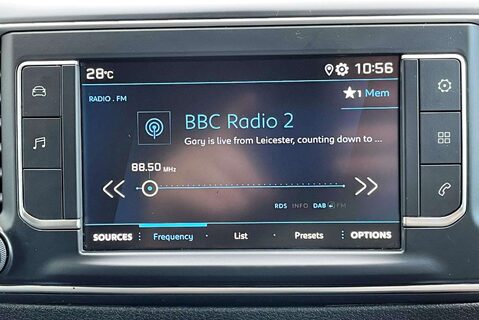 28°C 10:56
RADIO . FM ★1 Mem
BBC Radio 2
Gary is live from Leicester, counting down to ...
88.50 MHz
RDS INFO DAB FM
SOURCES Frequency List Presets OPTIONS